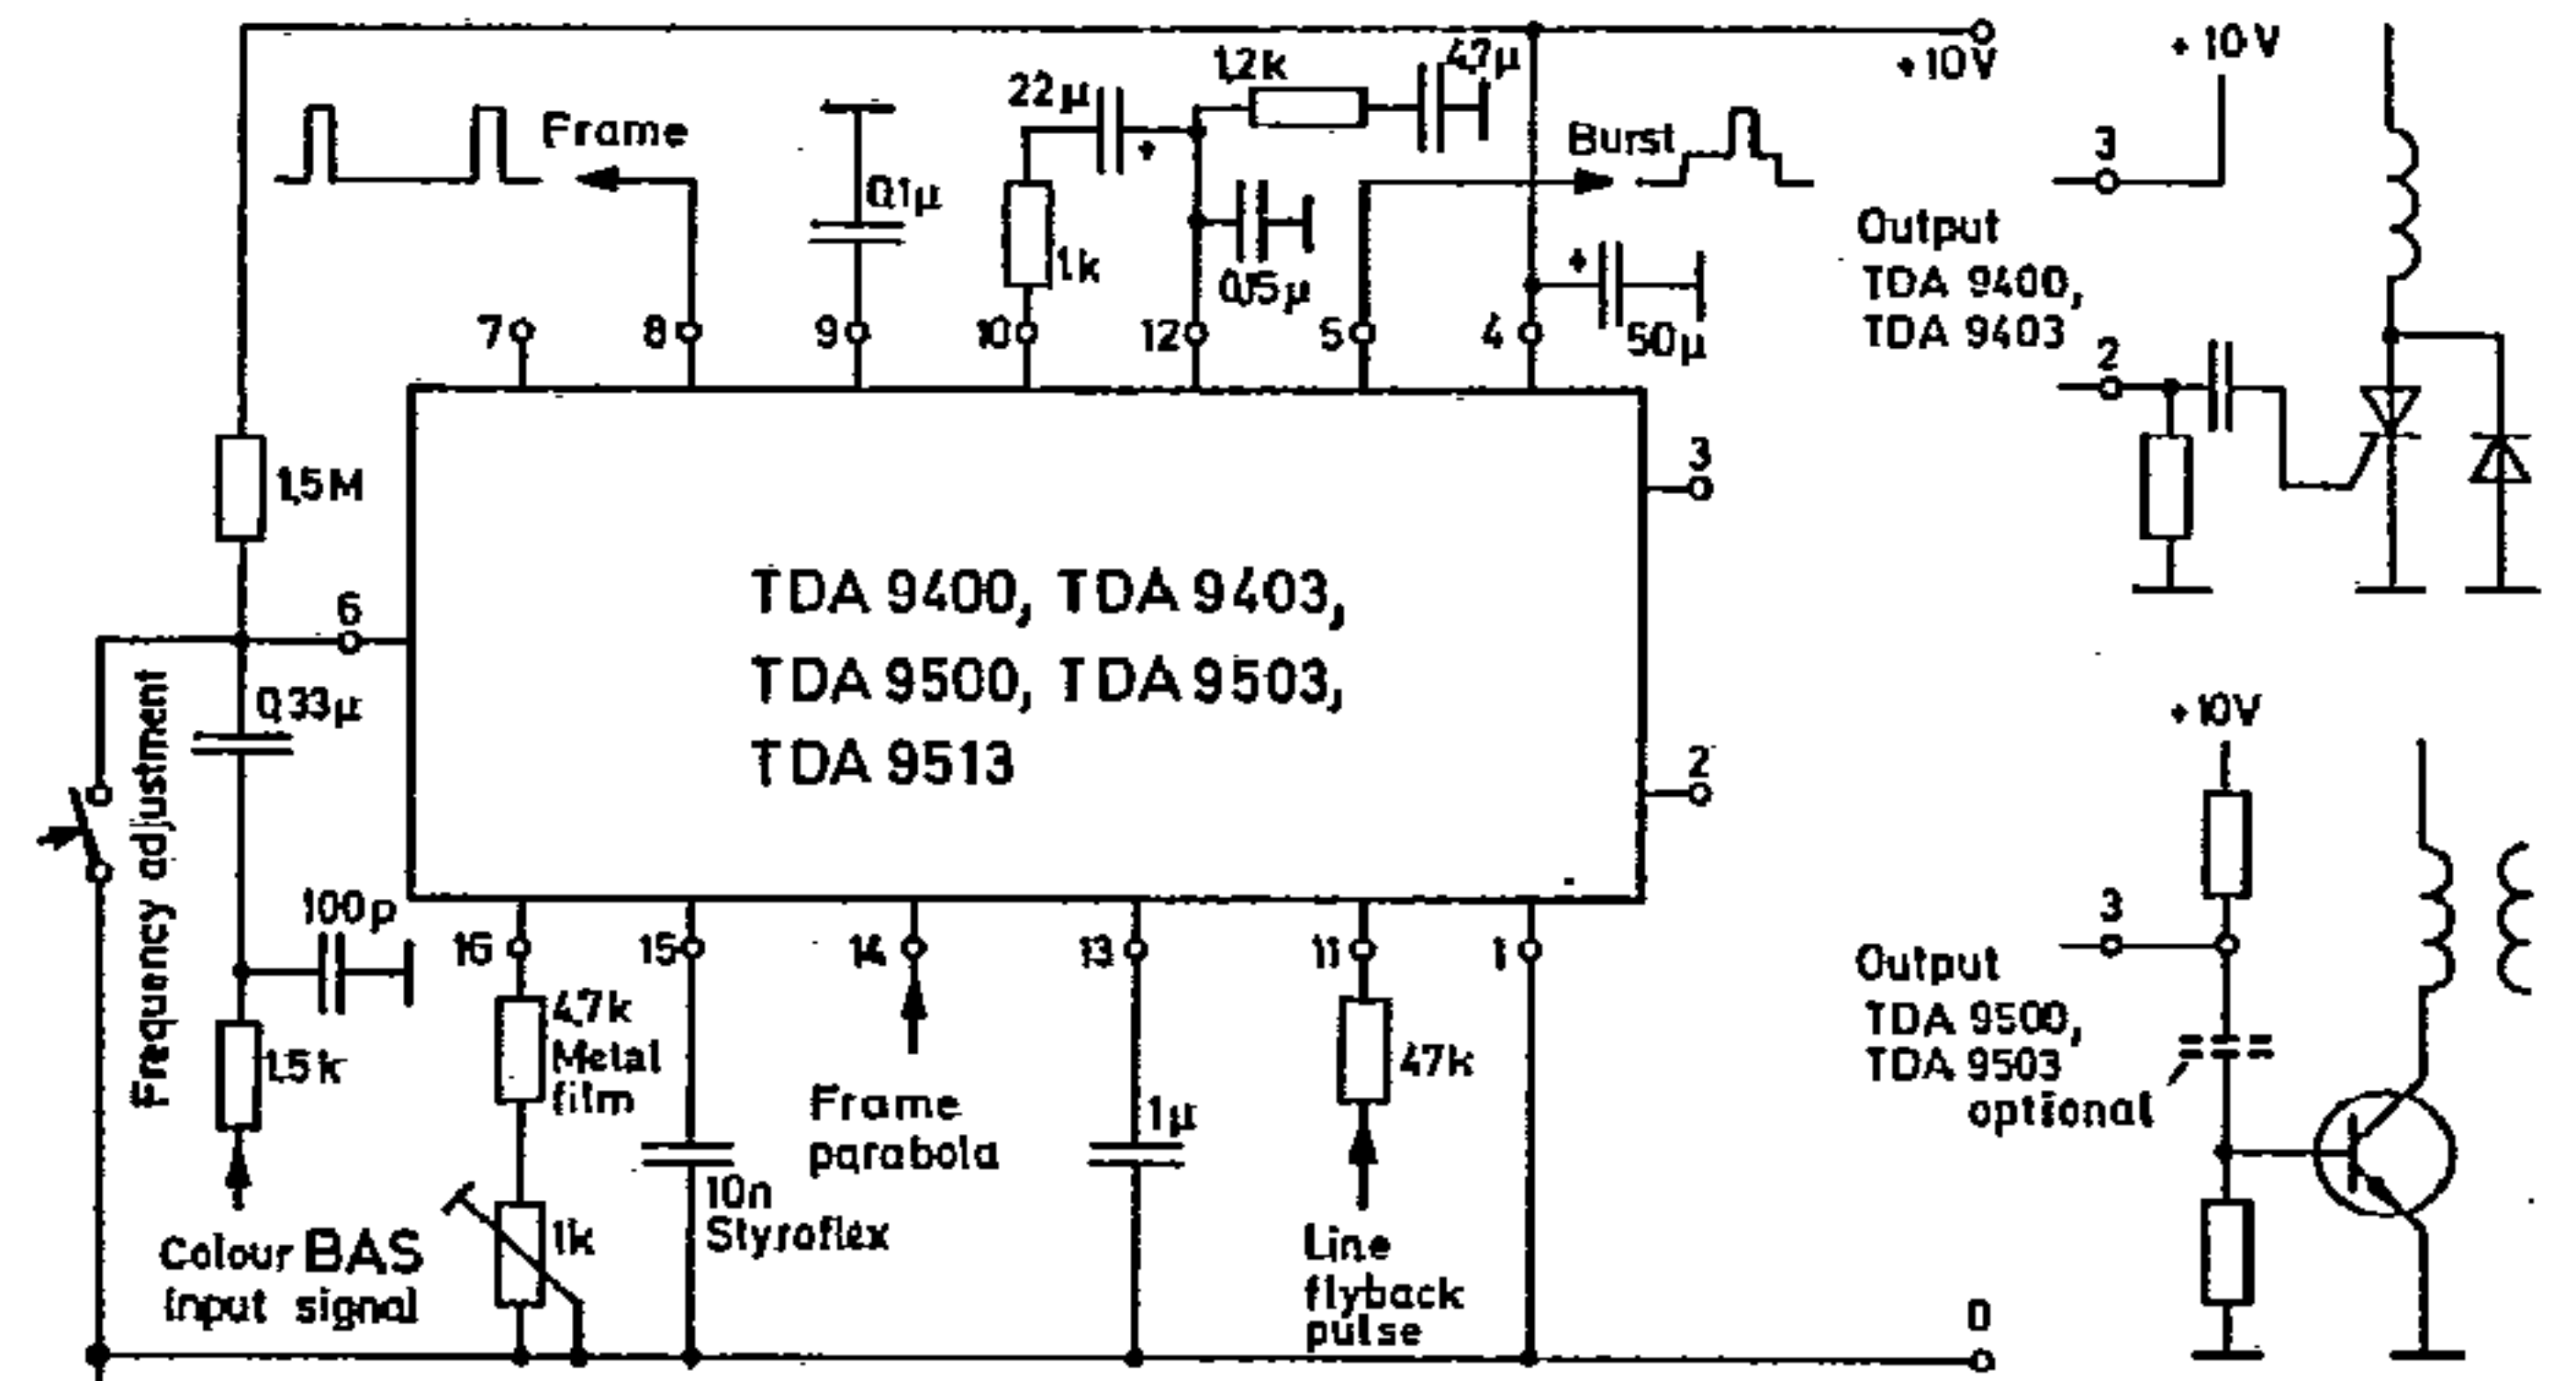 +10V
+10V
22μ
1,2k
4,7μ
Frame
Burst
0,1μ
1k
0,15μ
50μ
7
8
9
10
12
5
4
3
Output
TDA 9400,
TDA 9403
2
1,5M
3
6
TDA 9400, TDA 9403,
TDA 9500, TDA 9503,
TDA 9513
2
0,33μ
Frequency adjustment
100p
1,5k
Colour BAS
input signal
16
15
14
13
11
1
4,7k
Metal
film
1k
10n
Styroflex
Frame
parabola
1μ
47k
Line
flyback
pulse
0
+10V
3
Output
TDA 9500,
TDA 9503
optional